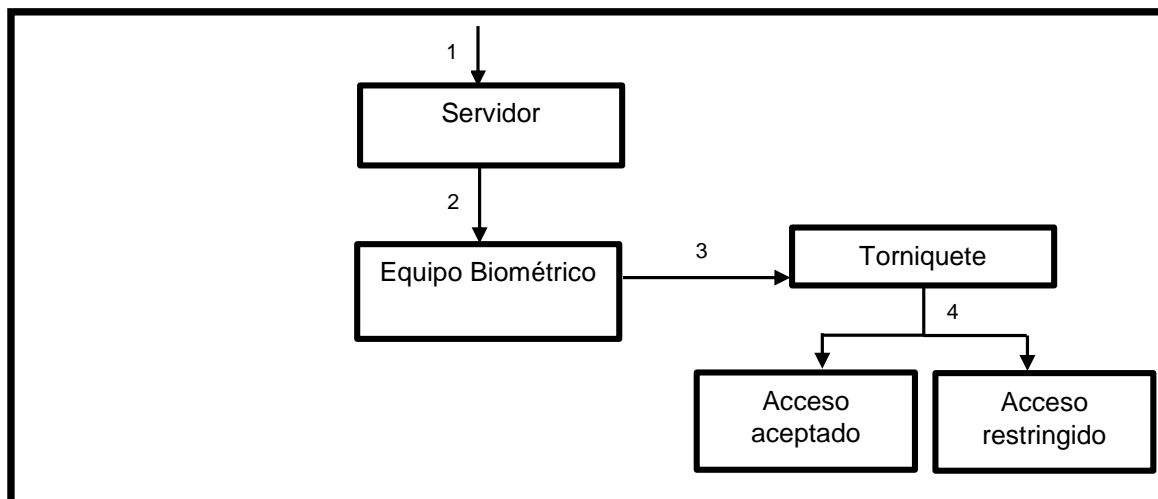 1
Servidor
2
Equipo Biométrico
3
Torniquete
4
Acceso
aceptado
Acceso
restringido